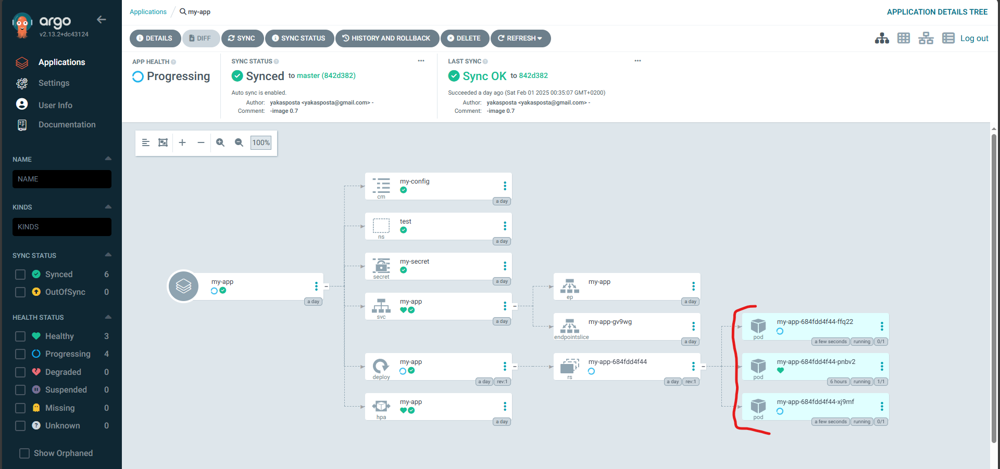 argo
v2.13.2+dc43124
Applications
Settings
User Info
Documentation
NAME
NAME
KINDS
KINDS
SYNC STATUS
Synced 6
OutOfSync 0
HEALTH STATUS
Healthy 3
Progressing 4
Degraded 0
Suspended 0
Missing 0
Unknown 0
Show Orphaned
Applications / my-app
APPLICATION DETAILS TREE
DETAILS DIFF SYNC SYNC STATUS HISTORY AND ROLLBACK DELETE REFRESH
Log out
APP HEALTH
Progressing
SYNC STATUS
Synced to master (842d382)
Auto sync is enabled.
Author: yakasposta <yakasposta@gmail.com> -
Comment: -image 0.7
LAST SYNC
Sync OK to 842d382
Succeeded a day ago (Sat Feb 01 2025 00:35:07 GMT+0200)
Author: yakasposta <yakasposta@gmail.com> -
Comment: -image 0.7
100%
my-app
a day
my-config
cm
a day
test
ns
a day
my-secret
secret
a day
my-app
svc
a day
my-app
deploy
a day rev:1
my-app
hpa
a day
my-app
ep
a day
my-app-gv9wg
endpointslice
a day
my-app-684fdd4f44
rs
a day rev:1
my-app-684fdd4f44-ffq22
pod
a few seconds running 0/1
my-app-684fdd4f44-pnbv2
pod
6 hours running 1/1
my-app-684fdd4f44-xj9mf
pod
a few seconds running 0/1